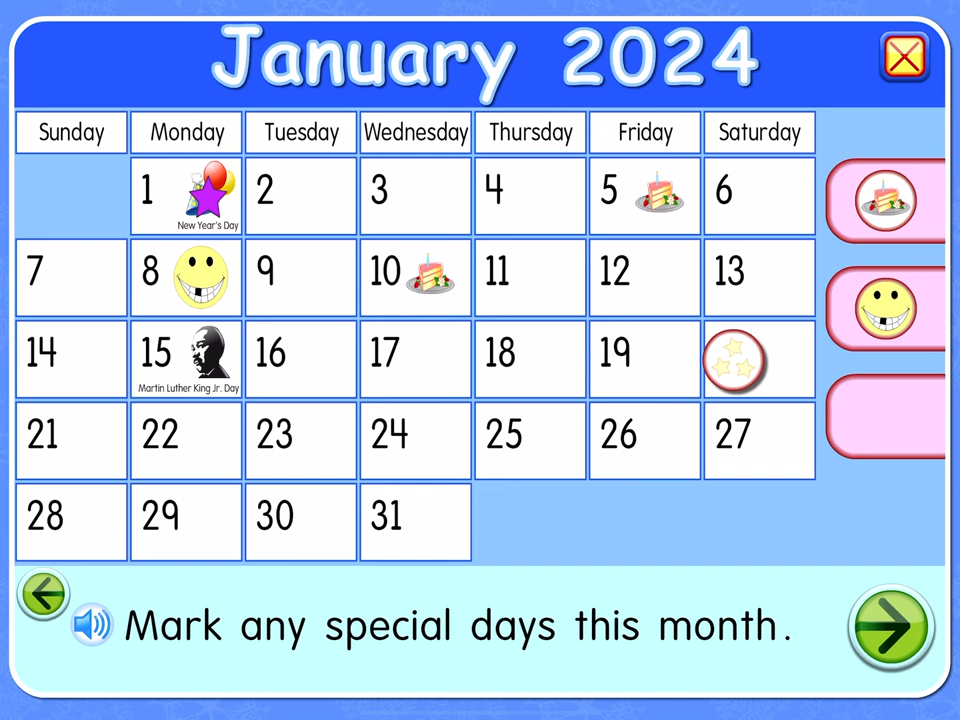 January 2024
Sunday Monday Tuesday Wednesday Thursday Friday Saturday
1 2 3 4 5 6
New Year's Day
7 8 9 10 11 12 13
14 15 16 17 18 19
Martin Luther King Jr. Day
21 22 23 24 25 26 27
28 29 30 31
Mark any special days this month.